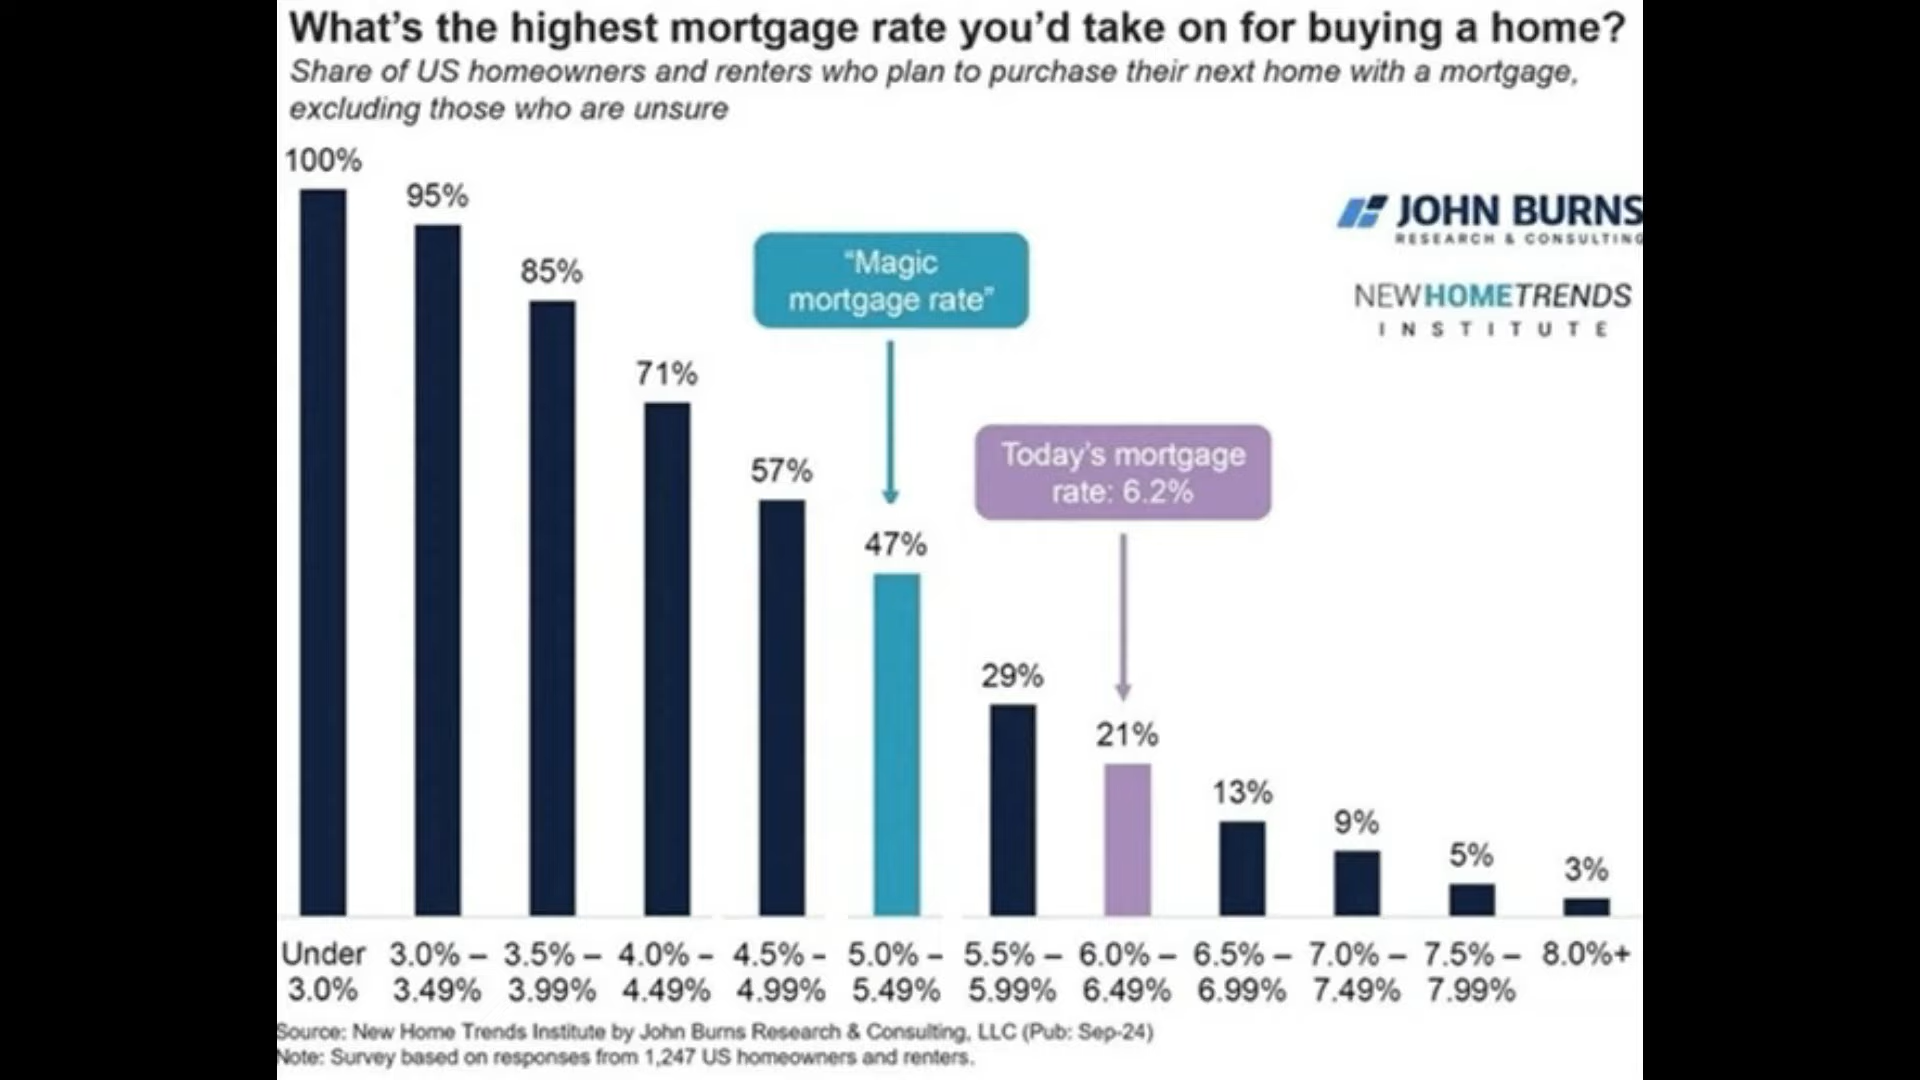 What's the highest mortgage rate you'd take on for buying a home?
Share of US homeowners and renters who plan to purchase their next home with a mortgage,
excluding those who are unsure
100%
95%
85%
71%
57%
"Magic
mortgage rate"
47%
29%
Today's mortgage
rate: 6.2%
21%
13%
9%
5%
3%
JOHN BURNS
RESEARCH & CONSULTING
NEWHOMETRENDS
INSTITUTE
Under
3.0%
3.0% –
3.49%
3.5% –
3.99%
4.0% –
4.49%
4.5% -
4.99%
5.0% –
5.49%
5.5% –
5.99%
6.0% –
6.49%
6.5% –
6.99%
7.0% –
7.49%
7.5% –
7.99%
8.0%+
Source: New Home Trends Institute by John Burns Research & Consulting, LLC (Pub: Sep-24)
Note: Survey based on responses from 1,247 US homeowners and renters.